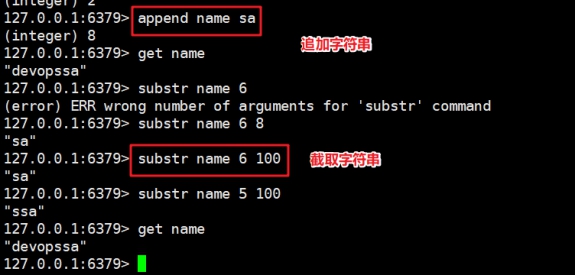 (integer) 2
127.0.0.1:6379> append name sa
(integer) 8
追加字符串
127.0.0.1:6379> get name
"devopssa"
127.0.0.1:6379> substr name 6
(error) ERR wrong number of arguments for 'substr' command
127.0.0.1:6379> substr name 6 8
"sa"
127.0.0.1:6379> substr name 6 100
截取字符串
"sa"
127.0.0.1:6379> substr name 5 100
"ssa"
127.0.0.1:6379> get name
"devopssa"
127.0.0.1:6379>